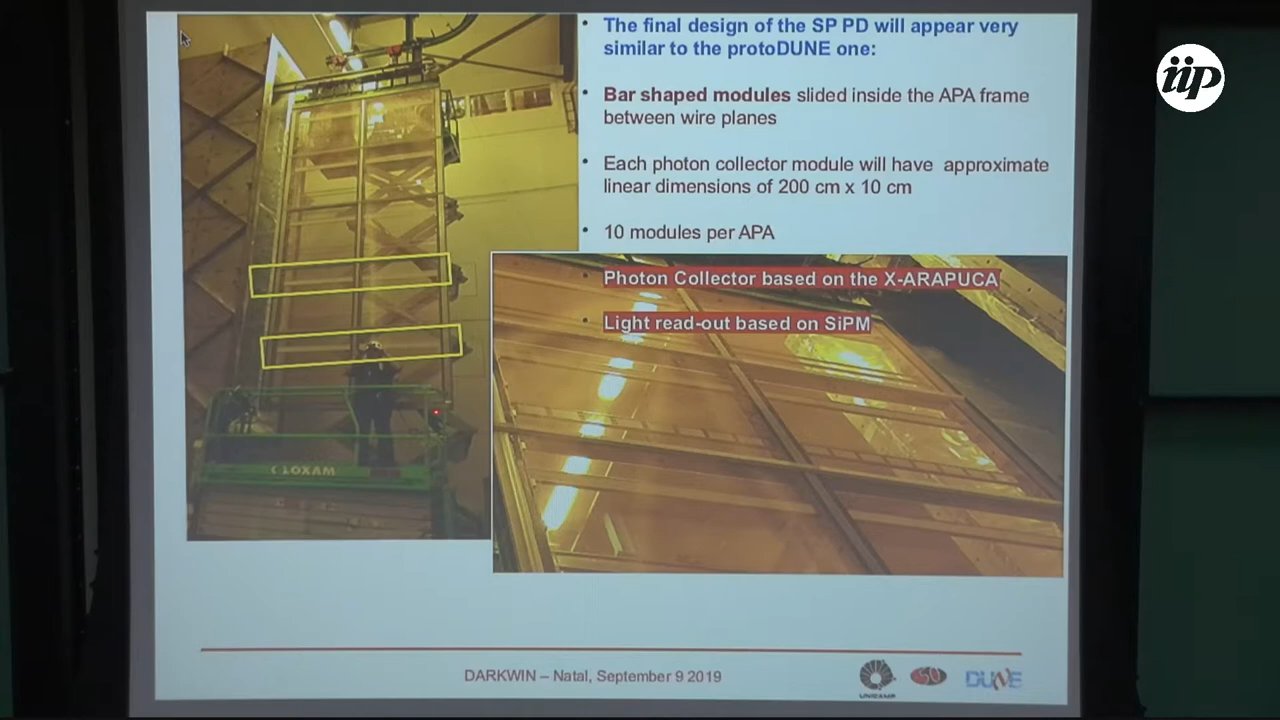 The final design of the SP PD will appear very
similar to the protoDUNE one:
Bar shaped modules slided inside the APA frame
between wire planes
Each photon collector module will have approximate
linear dimensions of 200 cm x 10 cm
10 modules per APA
Photon Collector based on the X-ARAPUCA
Light read-out based on SiPM
LOXAM
DARKWIN – Natal, September 9 2019
UNICAMP
50
DUNE
iip